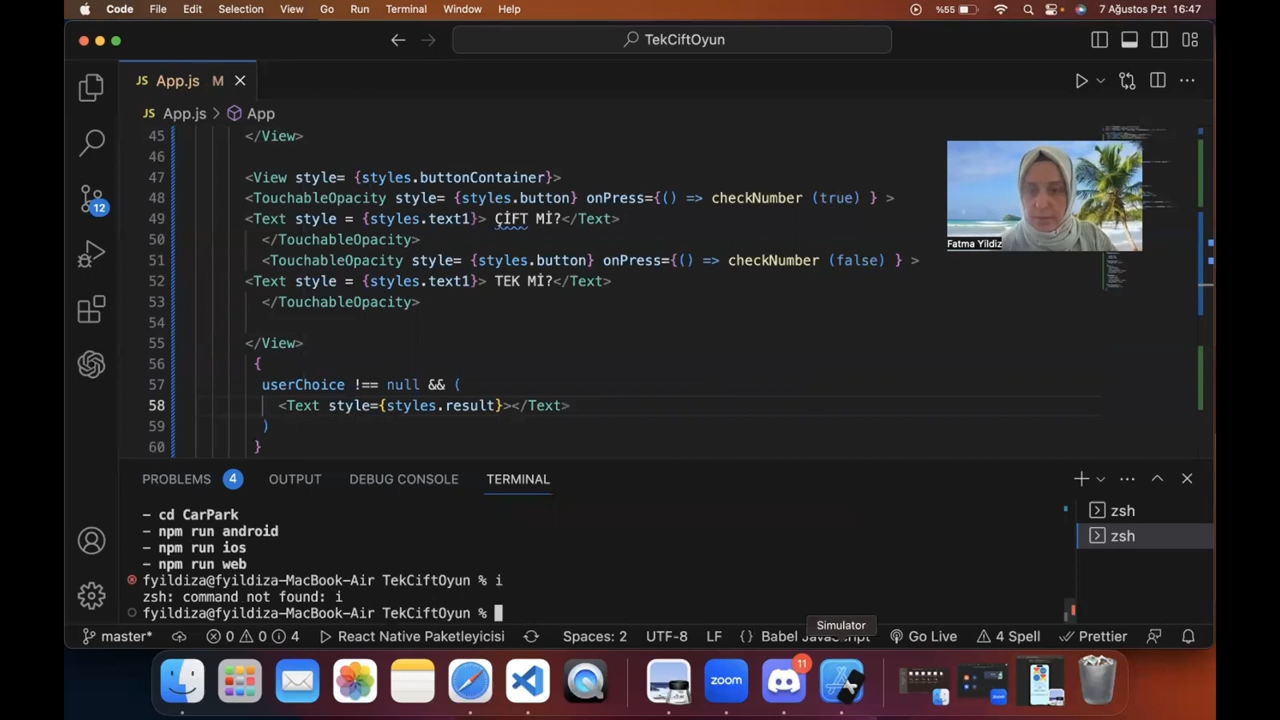 Code File Edit Selection View Go Run Terminal Window Help %55 7 Ağustos Pzt 16:47
TekCiftOyun
JS App.js M
JS App.js > App
45 </View>
46
47 <View style= {styles.buttonContainer}>
48 <TouchableOpacity style= {styles.button} onPress={() => checkNumber (true) } >
49 <Text style = {styles.text1}> ÇİFT Mİ?</Text>
50 </TouchableOpacity>
51 <TouchableOpacity style= {styles.button} onPress={() => checkNumber (false) } >
52 <Text style = {styles.text1}> TEK Mİ?</Text>
53 </TouchableOpacity>
54
55 </View>
56 {
57 userChoice !== null && (
58 <Text style={styles.result}></Text>
59 )
60 }
Fatma Yildiz
12
PROBLEMS 4 OUTPUT DEBUG CONSOLE TERMINAL
- cd CarPark
- npm run android
- npm run ios
- npm run web
fyildiza@fyildiza-MacBook-Air TekCiftOyun % i
zsh: command not found: i
fyildiza@fyildiza-MacBook-Air TekCiftOyun %
zsh
zsh
Simulator
master* 0 0 4 React Native Paketleyicisi Spaces: 2 UTF-8 LF {} Babel JavaScript Go Live 4 Spell Prettier
zoom
11